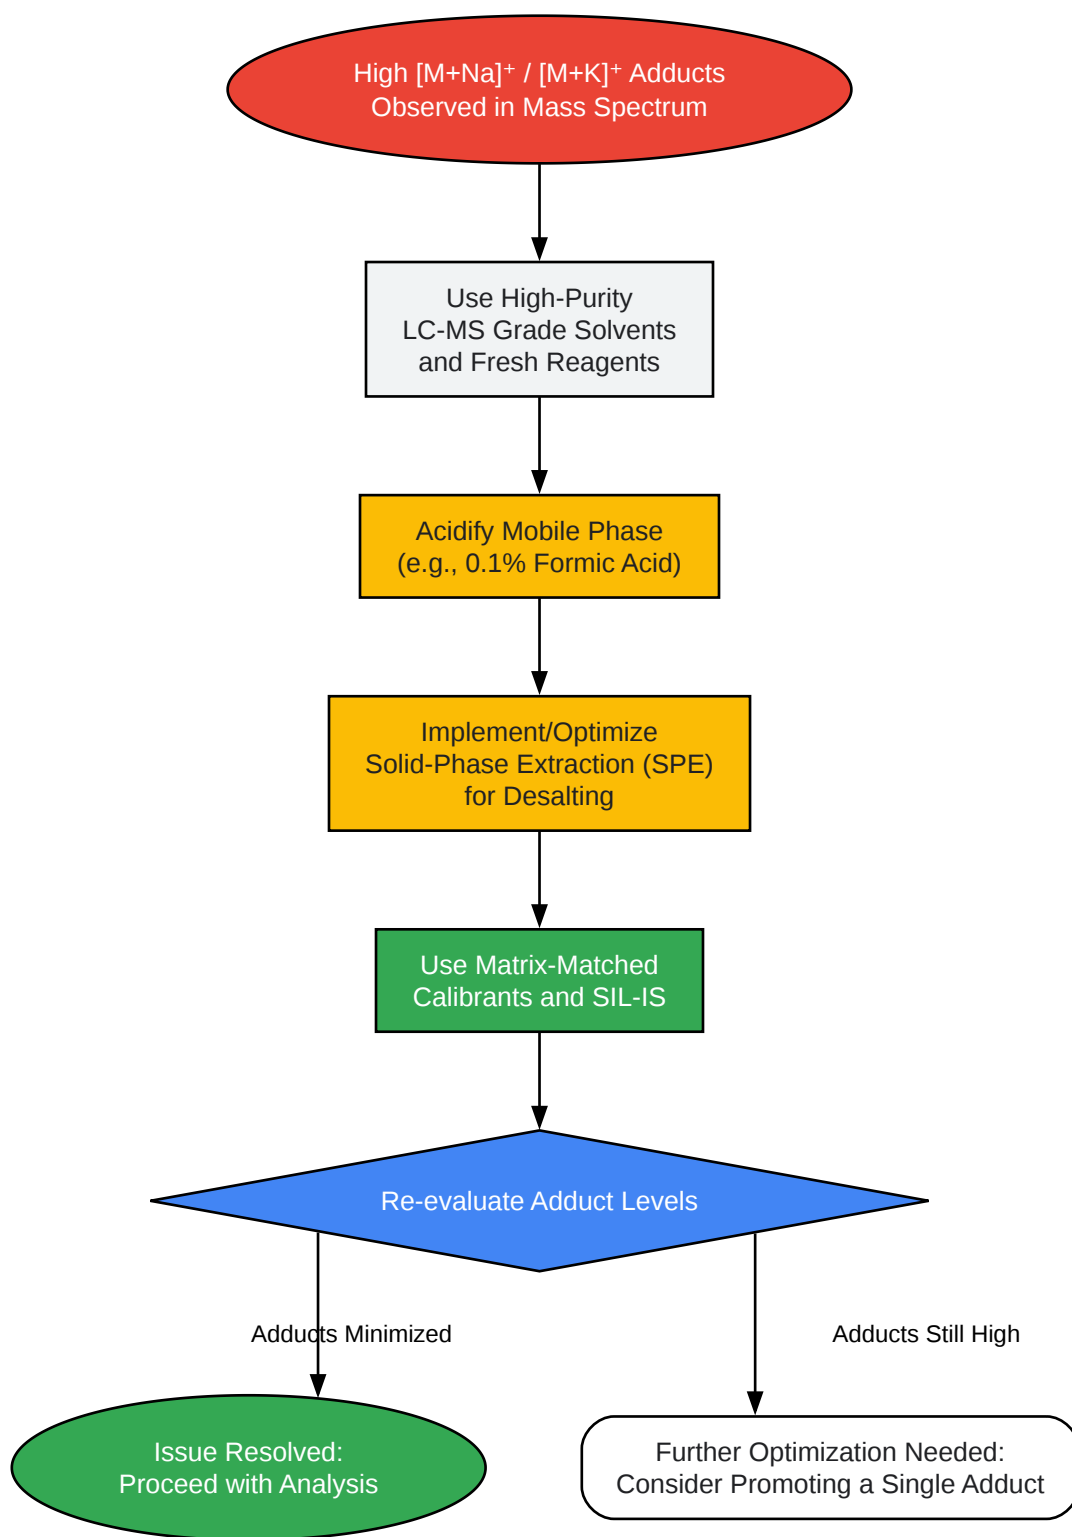 High [M+Na]⁺ / [M+K]⁺ Adducts
Observed in Mass Spectrum
Use High-Purity
LC-MS Grade Solvents
and Fresh Reagents
Acidify Mobile Phase
(e.g., 0.1% Formic Acid)
Implement/Optimize
Solid-Phase Extraction (SPE)
for Desalting
Use Matrix-Matched
Calibrants and SIL-IS
Re-evaluate Adduct Levels
Adducts Minimized
Adducts Still High
Issue Resolved:
Proceed with Analysis
Further Optimization Needed:
Consider Promoting a Single Adduct